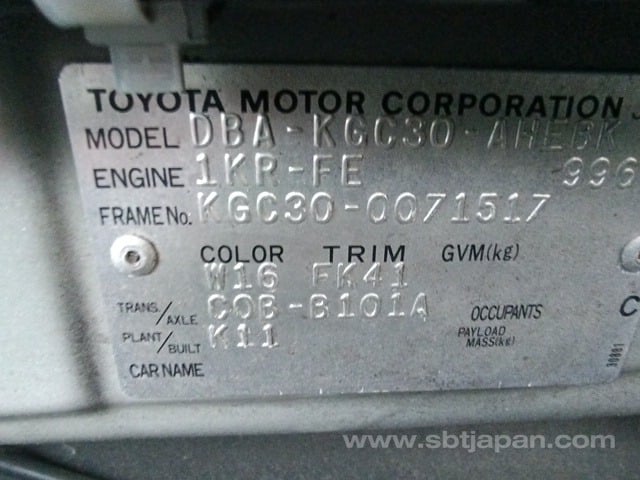 TOYOTA MOTOR CORPORATION J
MODEL DBA-KGC30-AHEBK
ENGINE 1KR-FE 996
FRAME No. KGC30-0071517
COLOR TRIM GVM(kg)
W16 FK41
TRANS/AXLE C0B-B101A OCCUPANTS C
PLANT/BUILT K11 PAYLOAD MASS(kg)
CAR NAME
30881
www.sbtjapan.com